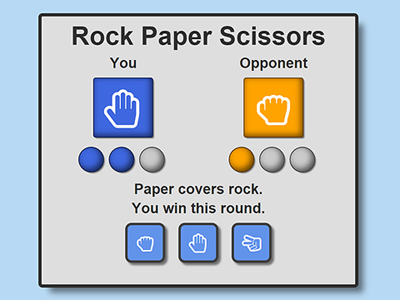 Rock Paper Scissors
You Opponent
Paper covers rock.
You win this round.